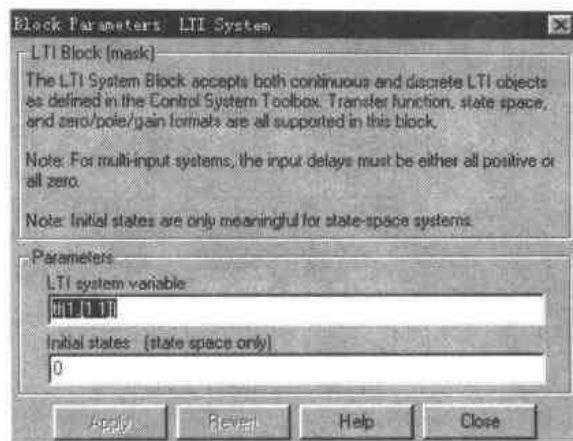 Block Parameters LTI System
LTI Block (mask)
The LTI System Block accepts both continuous and discrete LTI objects
as defined in the Control System Toolbox. Transfer function, state space,
and zero/pole/gain formats are all supported in this block.
Note: For multi-input systems, the input delays must be either all positive or
all zero.
Note: Initial states are only meaningful for state-space systems.
Parameters
LTI system variable
tf(1,[1 1])
Initial states (state space only)
0
Apply
Revert
Help
Close